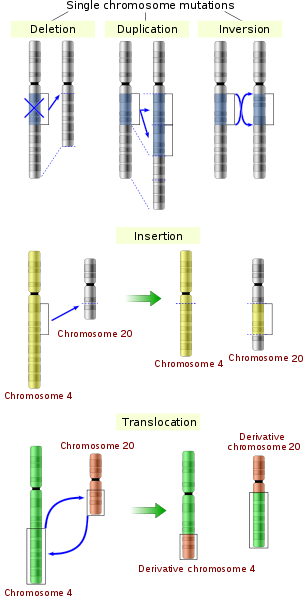 Single chromosome mutations
Deletion
Duplication
Inversion
Insertion
Chromosome 20
Chromosome 4
Chromosome 4
Chromosome 20
Translocation
Chromosome 20
Chromosome 4
Derivative
chromosome 20
Derivative chromosome 4